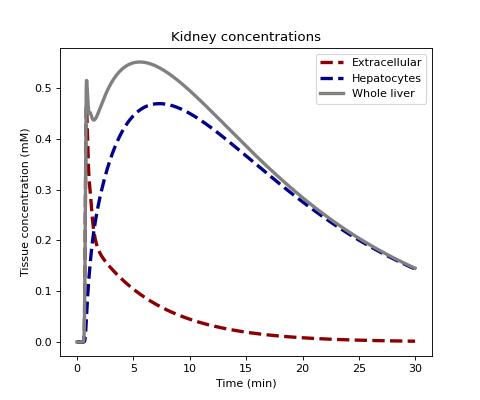 Kidney concentrations
Extracellular
Hepatocytes
Whole liver
Tissue concentration (mM)
0.5
0.4
0.3
0.2
0.1
0.0
0 5 10 15 20 25 30
Time (min)